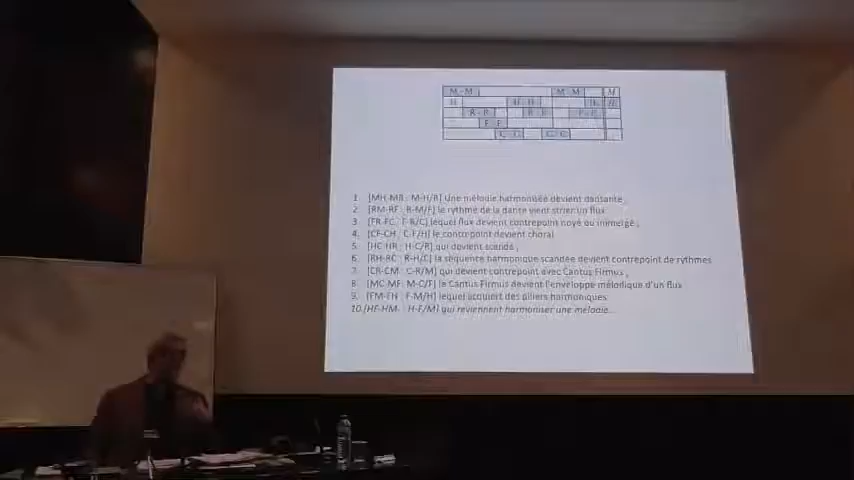 M - M M - M M
H H - H H H
R - R R - R F - F
F - F
C - C C - C
1. [MH-MR : M-H/R] Une mélodie harmonisée devient dansante ;
2. [RM-RF : R-M/F] le rythme de la danse vient strier un flux
3. [FR-FC : F-R/C] lequel flux devient contrepoint noyé ou immergé ;
4. [CF-CH : C-F/H] le contrepoint devient choral
5. [HC-HR : H-C/R] qui devient scandé ;
6. [RH-RC : R-H/C] la séquence harmonique scandée devient contrepoint de rythmes
7. [CR-CM : C-R/M] qui devient contrepoint avec Cantus Firmus ;
8. [MC-MF : M-C/F] le Cantus Firmus devient l'enveloppe mélodique d'un flux
9. [FM-FH : F-M/H] lequel acquiert des piliers harmoniques
10. [HF-HM : H-F/M] qui reviennent harmoniser une mélodie...